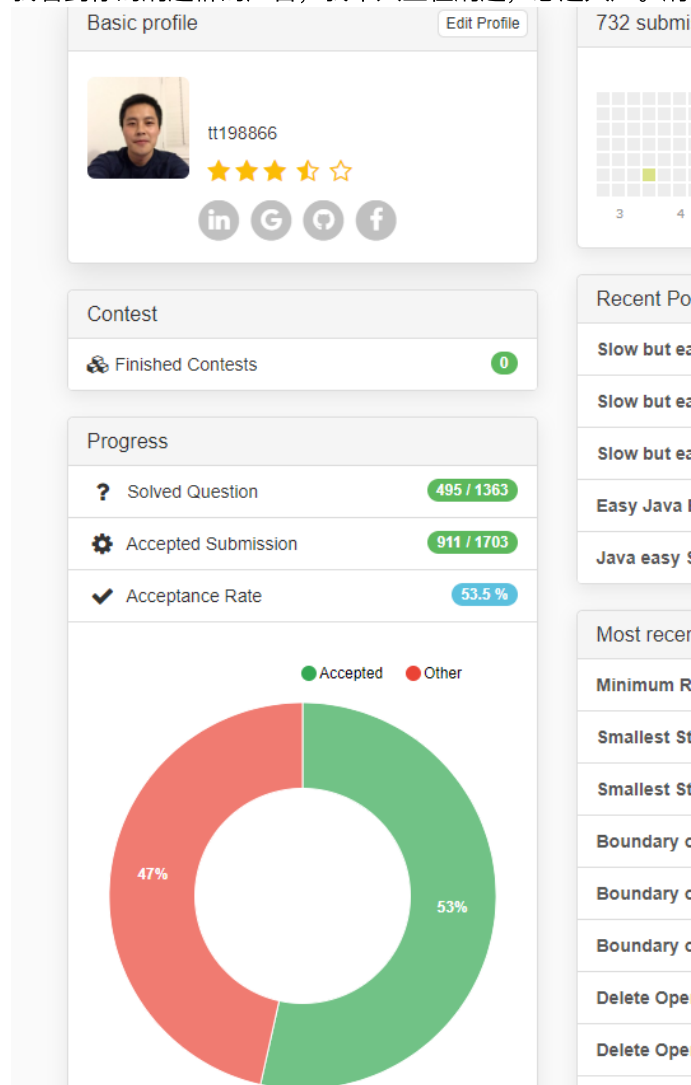 Basic profile
Edit Profile
732 submi
tt198866
in G f
3 4
Contest
Finished Contests
0
Recent Po
Slow but ea
Slow but ea
Slow but ea
Easy Java
Java easy S
Progress
? Solved Question
495 / 1363
Accepted Submission
911 / 1703
Acceptance Rate
53.5 %
Accepted
Other
47%
53%
Most recen
Minimum R
Smallest St
Smallest St
Boundary o
Boundary o
Boundary o
Delete Ope
Delete Ope